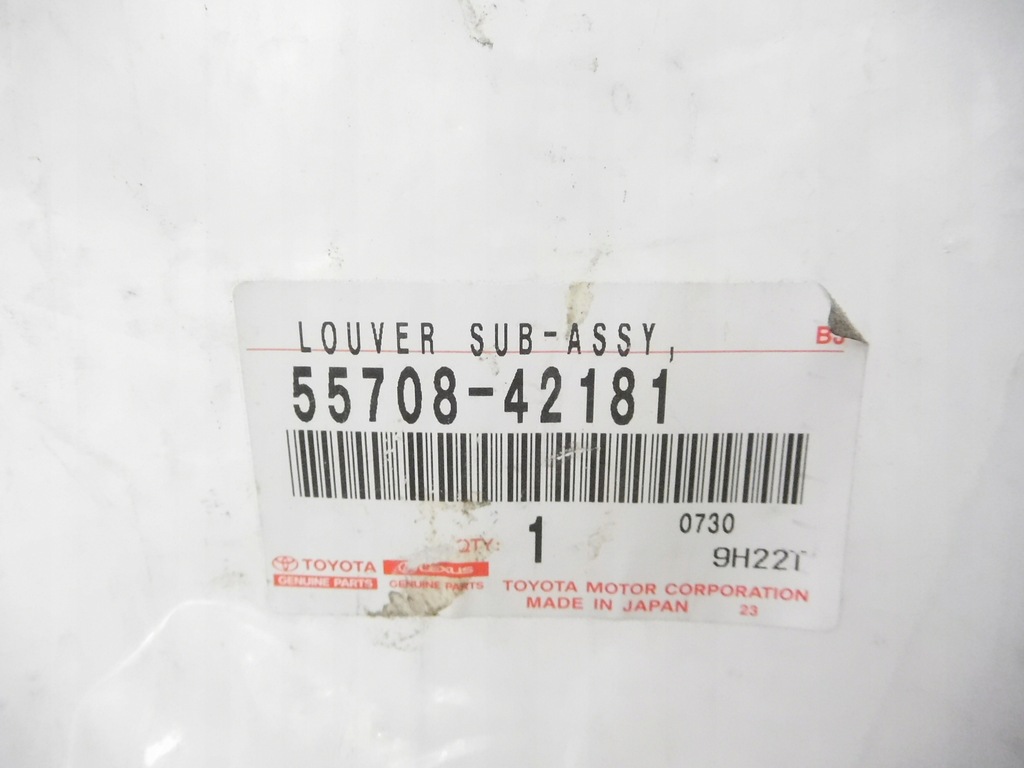 LOUVER SUB-ASSY,
55708-42181
1 0730
QTY: 9H22T
TOYOTA LEXUS
GENUINE PARTS GENUINE PARTS
TOYOTA MOTOR CORPORATION
MADE IN JAPAN 23